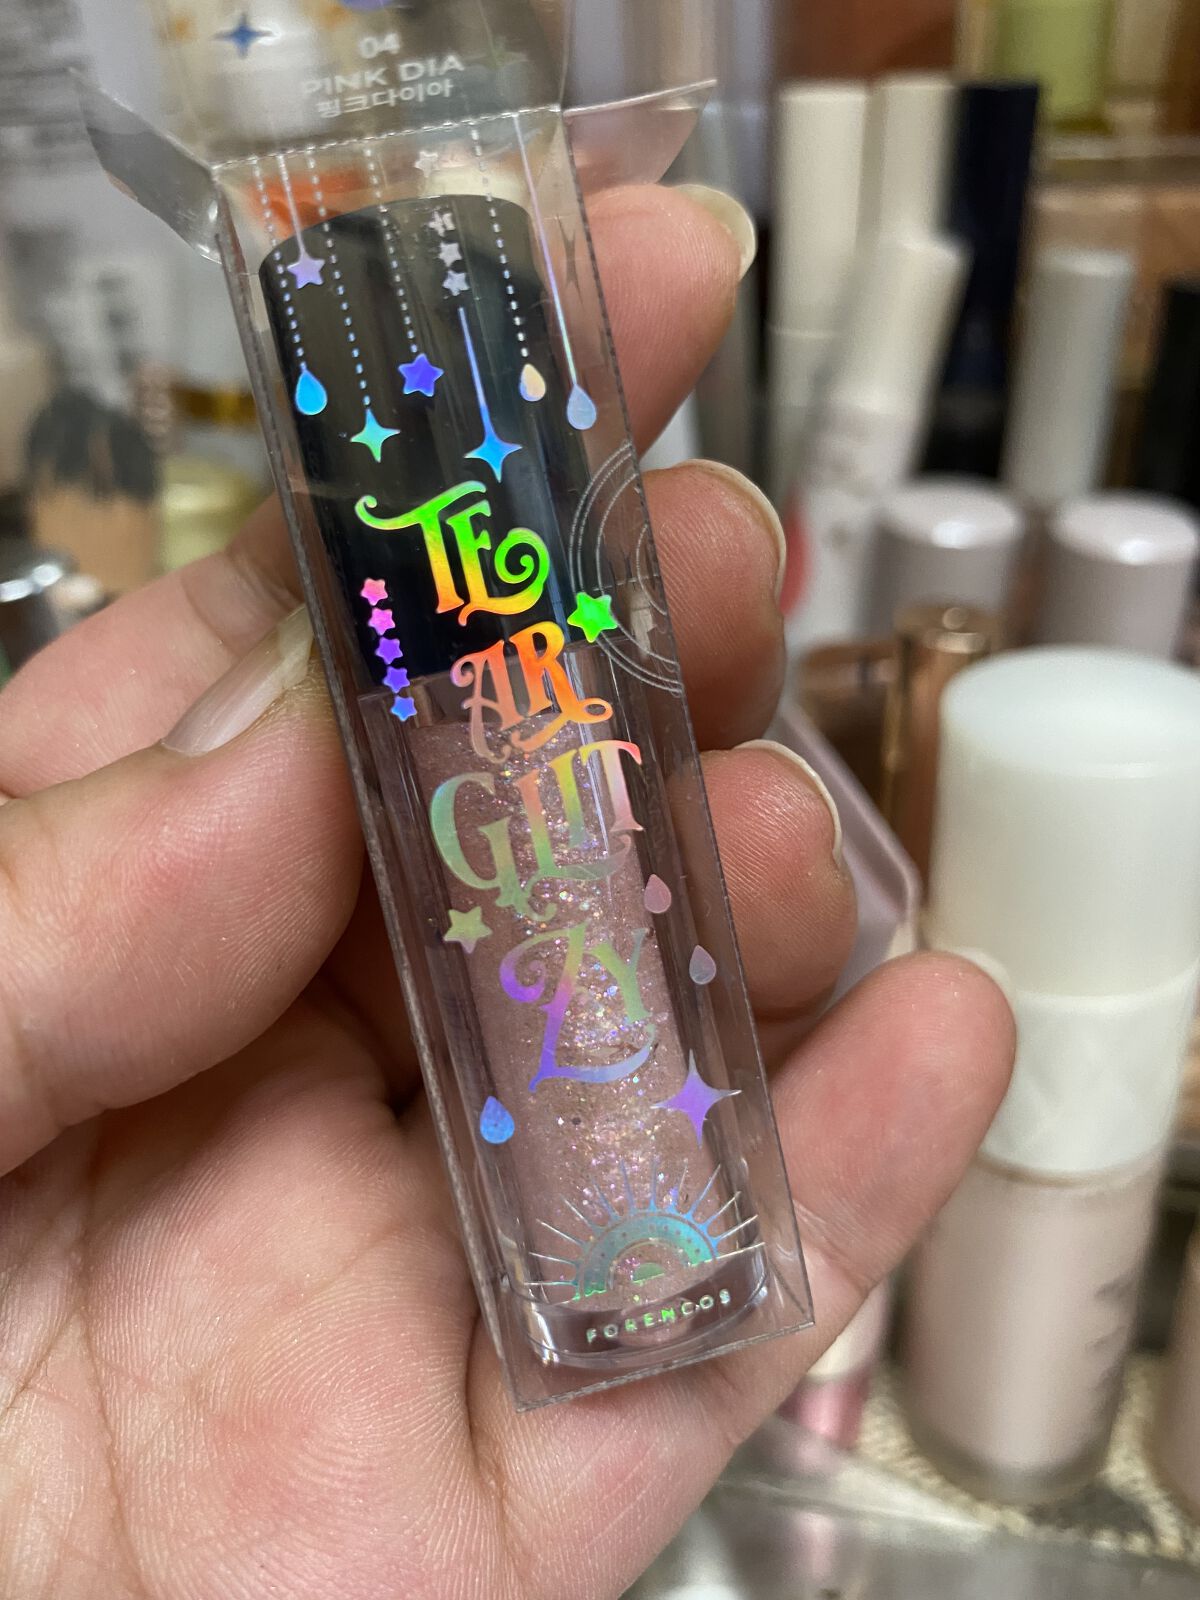 04
PINK DIA
핑크다이아
TE
AR
GLIT
ZY
FORENCOS